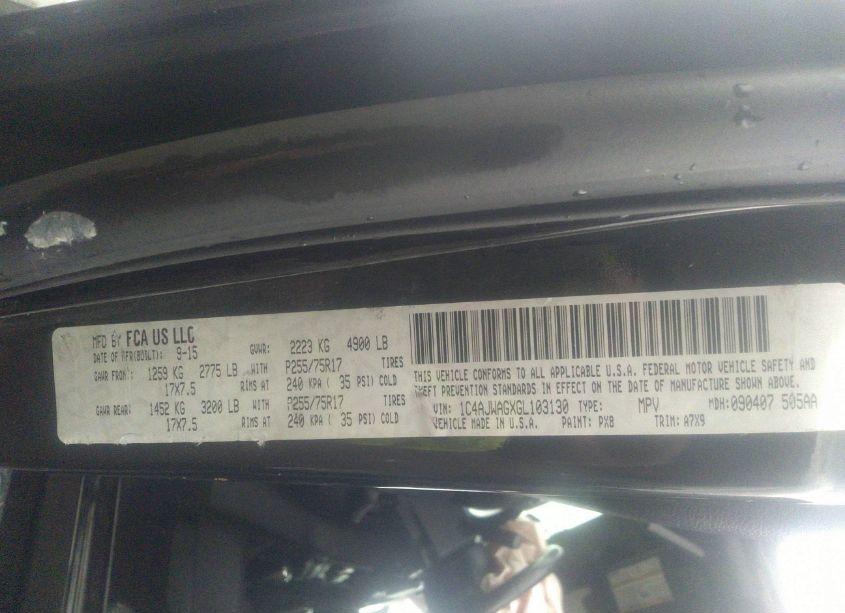 MFD BY FCA US LLC
DATE OF MFR(BUILT): 9-15
GVWR: 2223 KG 4900 LB
GAWR FRONT: 1259 KG 2775 LB WITH P255/75R17 TIRES
17X7.5 RIMS AT 240 KPA ( 35 PSI) COLD
GAWR REAR: 1452 KG 3200 LB WITH P255/75R17 TIRES
17X7.5 RIMS AT 240 KPA ( 35 PSI) COLD
THIS VEHICLE CONFORMS TO ALL APPLICABLE U.S.A. FEDERAL MOTOR VEHICLE SAFETY AND
THEFT PREVENTION STANDARDS IN EFFECT ON THE DATE OF MANUFACTURE SHOWN ABOVE.
VIN: 1C4AJWAGXGL103130 TYPE: MPV MDH:090407 505AA
VEHICLE MADE IN U.S.A. PAINT: PX8 TRIM: A7X9